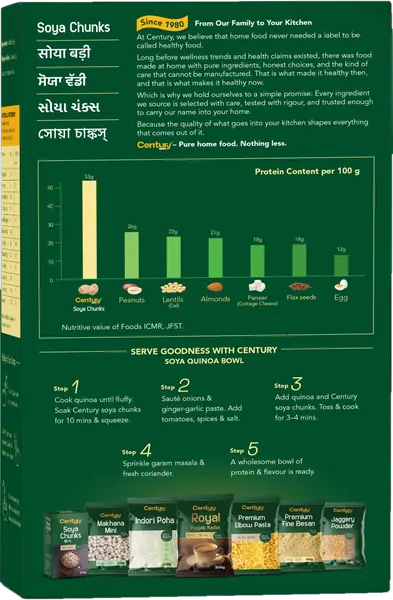 Soya Chunks
सोया बड़ी
ਸੋਯਾ ਵੱਡੀ
સોયા ચંક્સ
সোয়া চাঙ্কস্
Since 1980 From Our Family to Your Kitchen
At Century, we believe that home food never needed a label to be
called healthy food.
Long before wellness trends and health claims existed, there was food
made at home with pure ingredients, honest choices, and the kind of
care that cannot be manufactured. That is what made it healthy then,
and that is what makes it healthy now.
Which is why we hold ourselves to a simple promise: Every ingredient
we source is selected with care, tested with rigour, and trusted enough
to carry our name into your home.
Because the quality of what goes into your kitchen shapes everything
that comes out of it.
Century – Pure home food. Nothing less.
Protein Content per 100 g
50
40
30
20
10
0
53g
26g
23g
21g
18g
18g
12g
Century
Soya Chunks
Peanuts
Lentils
(Dal)
Almonds
Paneer
(Cottage Cheese)
Flax seeds
Egg
Nutritive value of Foods ICMR, JFST.
SERVE GOODNESS WITH CENTURY
SOYA QUINOA BOWL
Step 1
Cook quinoa until fluffy.
Soak Century soya chunks
for 10 mins & squeeze.
Step 2
Sauté onions &
ginger-garlic paste. Add
tomatoes, spices & salt.
Step 3
Add quinoa and Century
soya chunks. Toss & cook
for 3–4 mins.
Step 4
Sprinkle garam masala &
fresh coriander.
Step 5
A wholesome bowl of
protein & flavour is ready.
Century
Soya
Chunks
Mini
Century
Makhana
Mini
Century
Indori Poha
Century
Royal
Punjab Kadak
Century
Premium
Elbow Pasta
Century
Premium
Fine Besan
Century
Jaggery
Powder